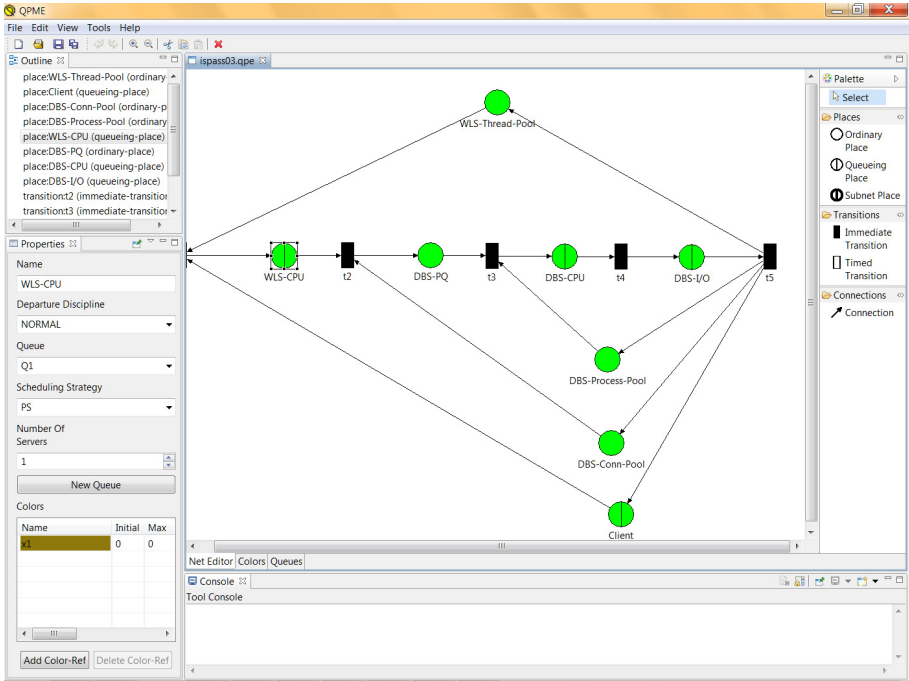 QPME
File Edit View Tools Help
Outline
place:WLS-Thread-Pool (ordinary-
place:Client (queueing-place)
place:DBS-Conn-Pool (ordinary-p
place:DBS-Process-Pool (ordinary
place:WLS-CPU (queueing-place)
place:DBS-PQ (ordinary-place)
place:DBS-CPU (queueing-place)
place:DBS-I/O (queueing-place)
transition:t2 (immediate-transition
transition:t3 (immediate-transition
Properties
Name
WLS-CPU
Departure Discipline
NORMAL
Queue
Q1
Scheduling Strategy
PS
Number Of
Servers
1
New Queue
Colors
Name Initial Max
x1 0 0
Add Color-Ref Delete Color-Ref
ispass03.qpe
WLS-Thread-Pool
WLS-CPU t2 DBS-PQ t3 DBS-CPU t4 DBS-I/O t5
DBS-Process-Pool
DBS-Conn-Pool
Client
Net Editor Colors Queues
Console
Tool Console
Palette
Select
Places
Ordinary
Place
Queueing
Place
Subnet Place
Transitions
Immediate
Transition
Timed
Transition
Connections
Connection